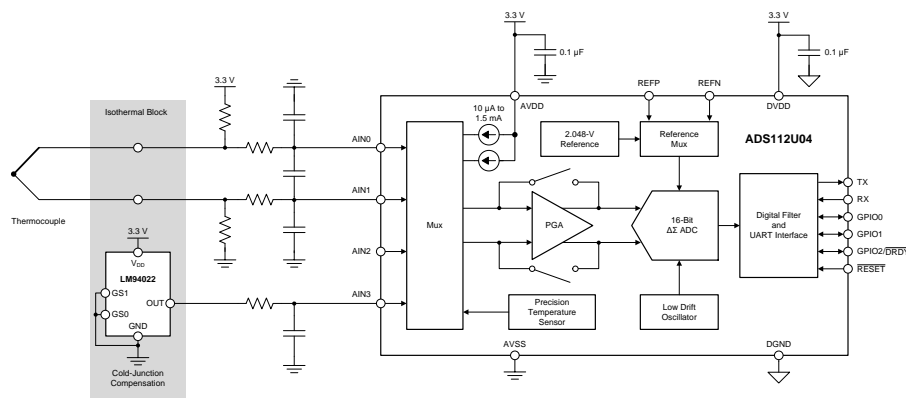 3.3 V
0.1 µF
3.3 V
0.1 µF
3.3 V
Isothermal Block
10 µA to
1.5 mA
AVDD
REFP
REFN
DVDD
2.048-V
Reference
Reference
Mux
ADS112U04
AIN0
AIN1
Thermocouple
Mux
PGA
16-Bit
ΔΣ ADC
Digital Filter
and
UART Interface
TX
RX
GPIO0
GPIO1
GPIO2/DRDY
RESET
AIN2
3.3 V
VDD
LM94022
GS1
GS0
OUT
GND
AIN3
Precision
Temperature
Sensor
Low Drift
Oscillator
AVSS
DGND
Cold-Junction
Compensation